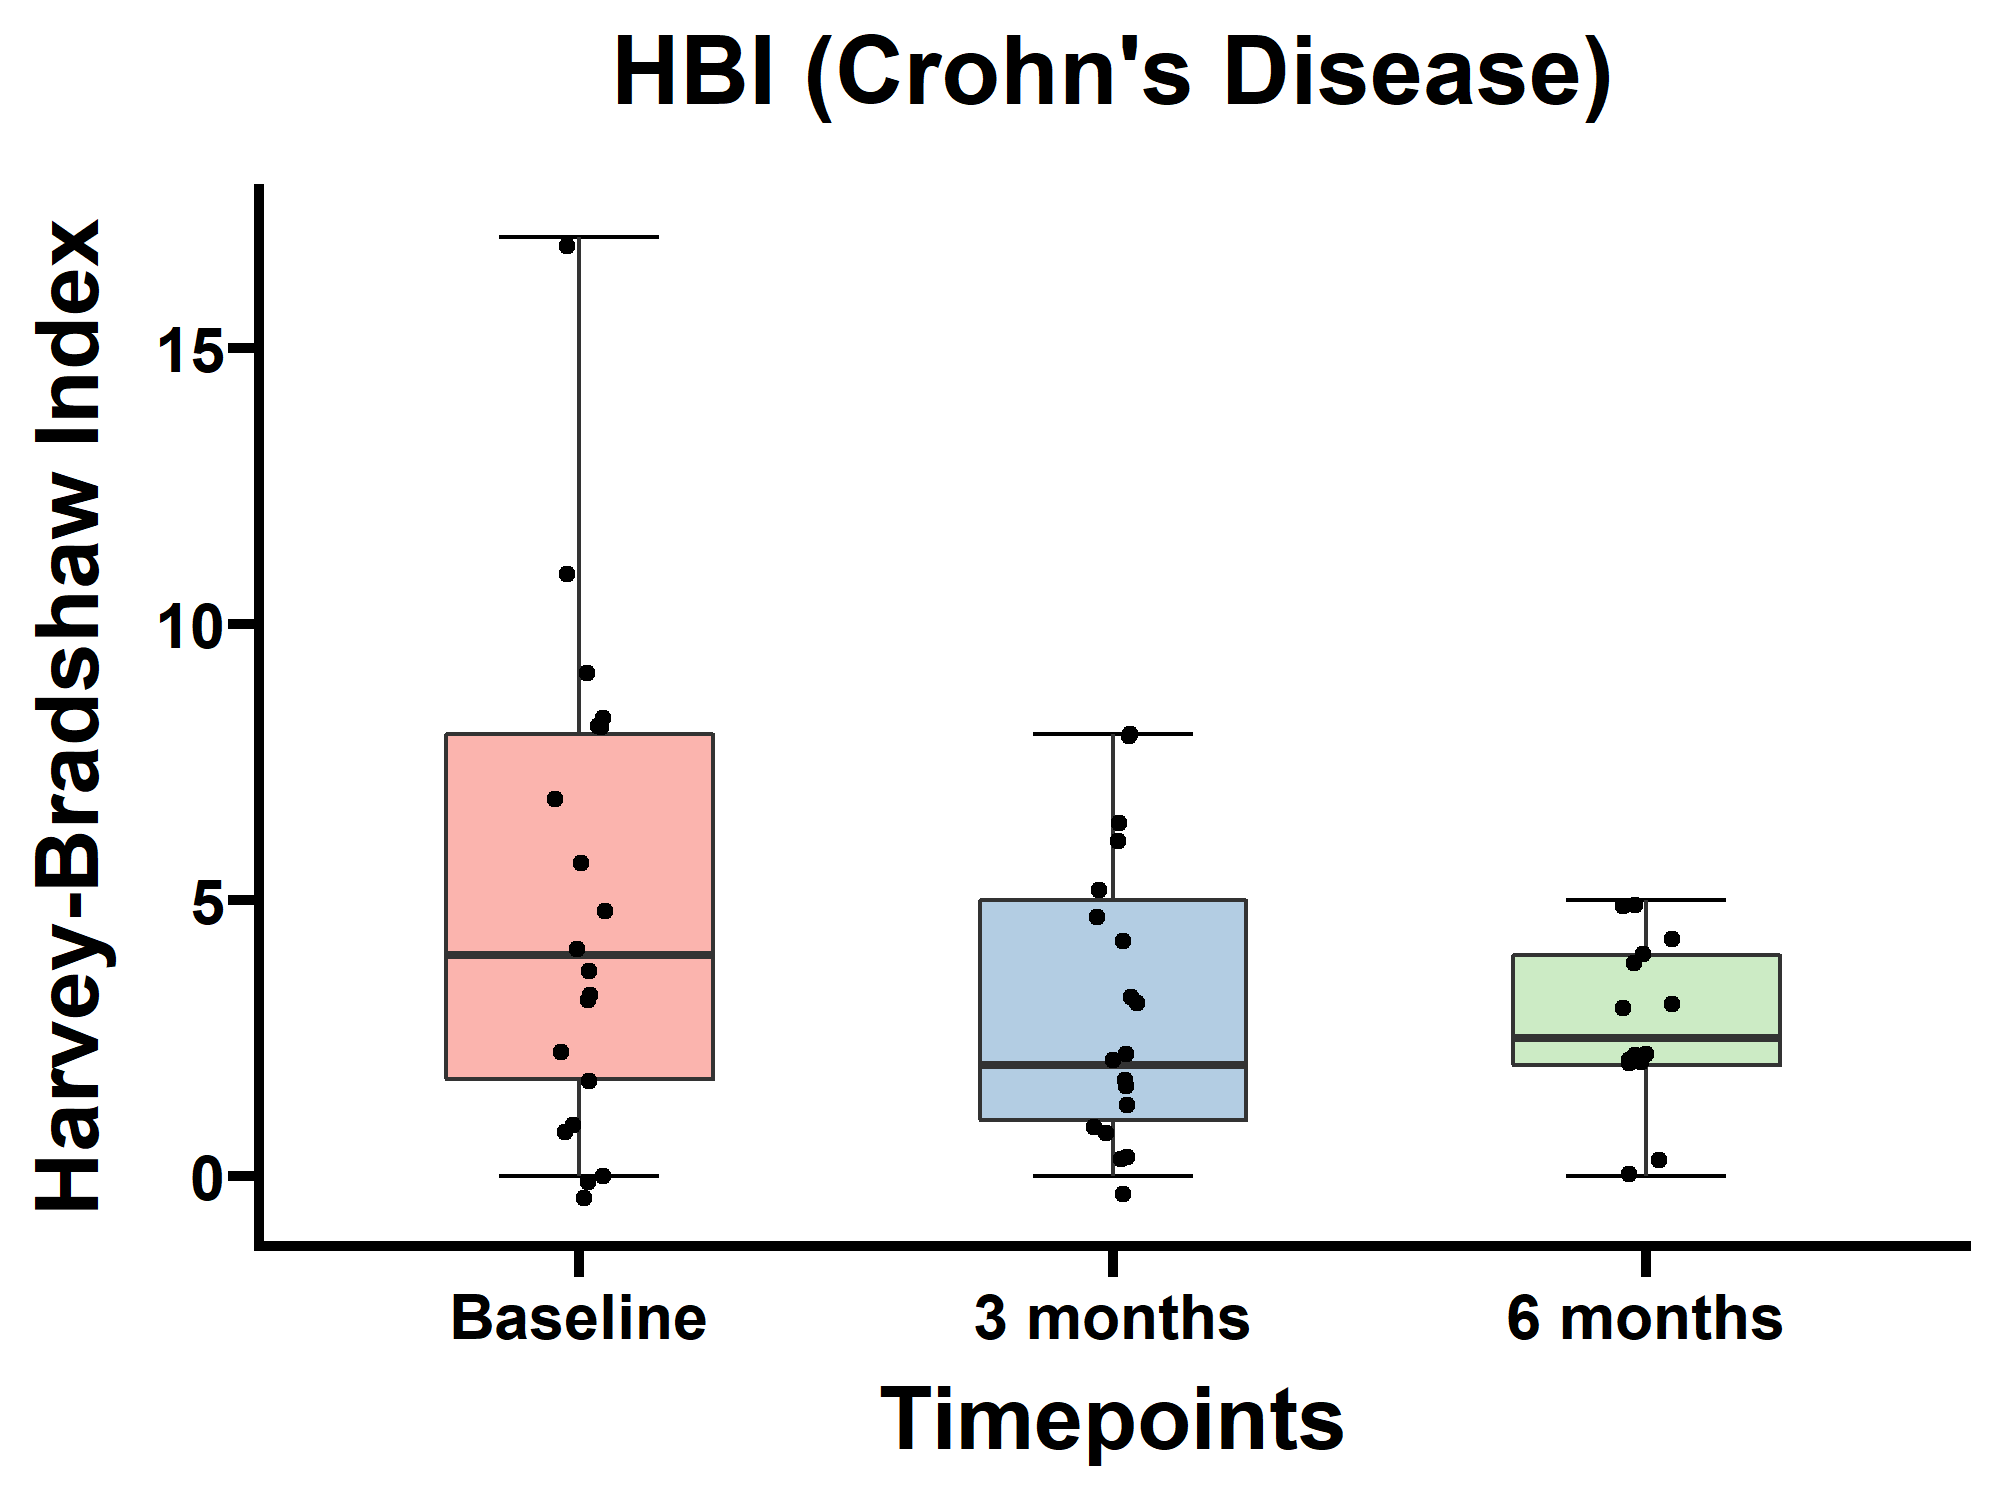 HBI (Crohn's Disease)
Harvey-Bradshaw Index
15
10
5
0
Baseline
3 months
6 months
Timepoints